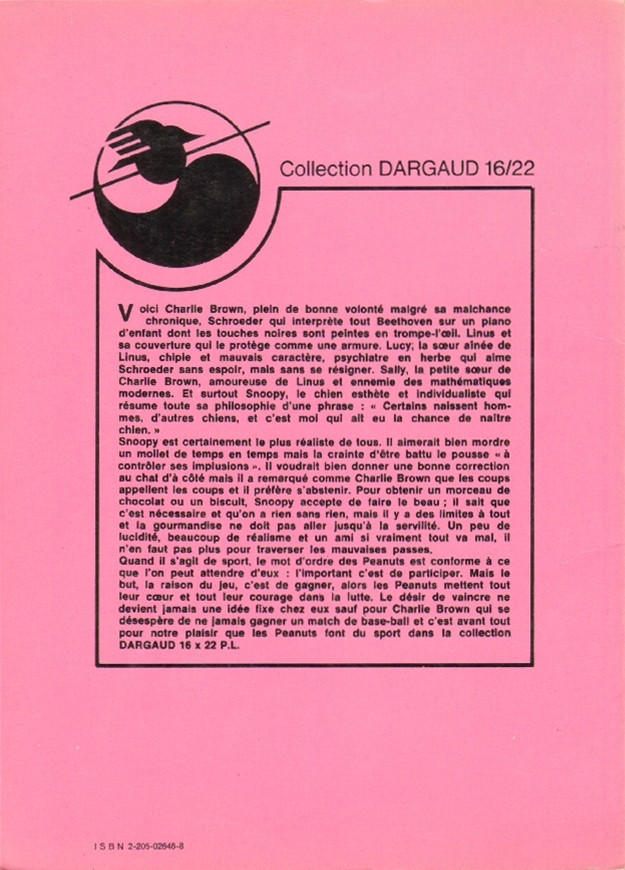 Collection DARGAUD 16/22
Voici Charlie Brown, plein de bonne volonté malgré sa malchance
chronique, Schroeder qui interprète tout Beethoven sur un piano
d'enfant dont les touches noires sont peintes en trompe-l'œil. Linus et
sa couverture qui le protège comme une armure. Lucy, la sœur aînée de
Linus, chipie et mauvais caractère, psychiatre en herbe qui aime
Schroeder sans espoir, mais sans se résigner. Sally, la petite sœur de
Charlie Brown, amoureuse de Linus et ennemie des mathématiques
modernes. Et surtout Snoopy, le chien esthète et individualiste qui
résume toute sa philosophie d'une phrase : « Certains naissent hom-
mes, d'autres chiens, et c'est moi qui ait eu la chance de naître
chien. »
Snoopy est certainement le plus réaliste de tous. Il aimerait bien mordre
un mollet de temps en temps mais la crainte d'être battu le pousse « à
contrôler ses implusions ». Il voudrait bien donner une bonne correction
au chat d'à côté mais il a remarqué comme Charlie Brown que les coups
appellent les coups et il préfère s'abstenir. Pour obtenir un morceau de
chocolat ou un biscuit, Snoopy accepte de faire le beau ; il sait que
c'est nécessaire et qu'on a rien sans rien, mais il y a des limites à tout
et la gourmandise ne doit pas aller jusqu'à la servilité. Un peu de
lucidité, beaucoup de réalisme et un ami si vraiment tout va mal, il
n'en faut pas plus pour traverser les mauvaises passes.
Quand il s'agit de sport, le mot d'ordre des Peanuts est conforme à ce
que l'on peut attendre d'eux : l'important c'est de participer. Mais le
but, la raison du jeu, c'est de gagner, alors les Peanuts mettent tout
leur cœur et tout leur courage dans la lutte. Le désir de vaincre ne
devient jamais une idée fixe chez eux sauf pour Charlie Brown qui se
désespère de ne jamais gagner un match de base-ball et c'est avant tout
pour notre plaisir que les Peanuts font du sport dans la collection
DARGAUD 16 x 22 P.L.
ISBN 2-205-02648-8